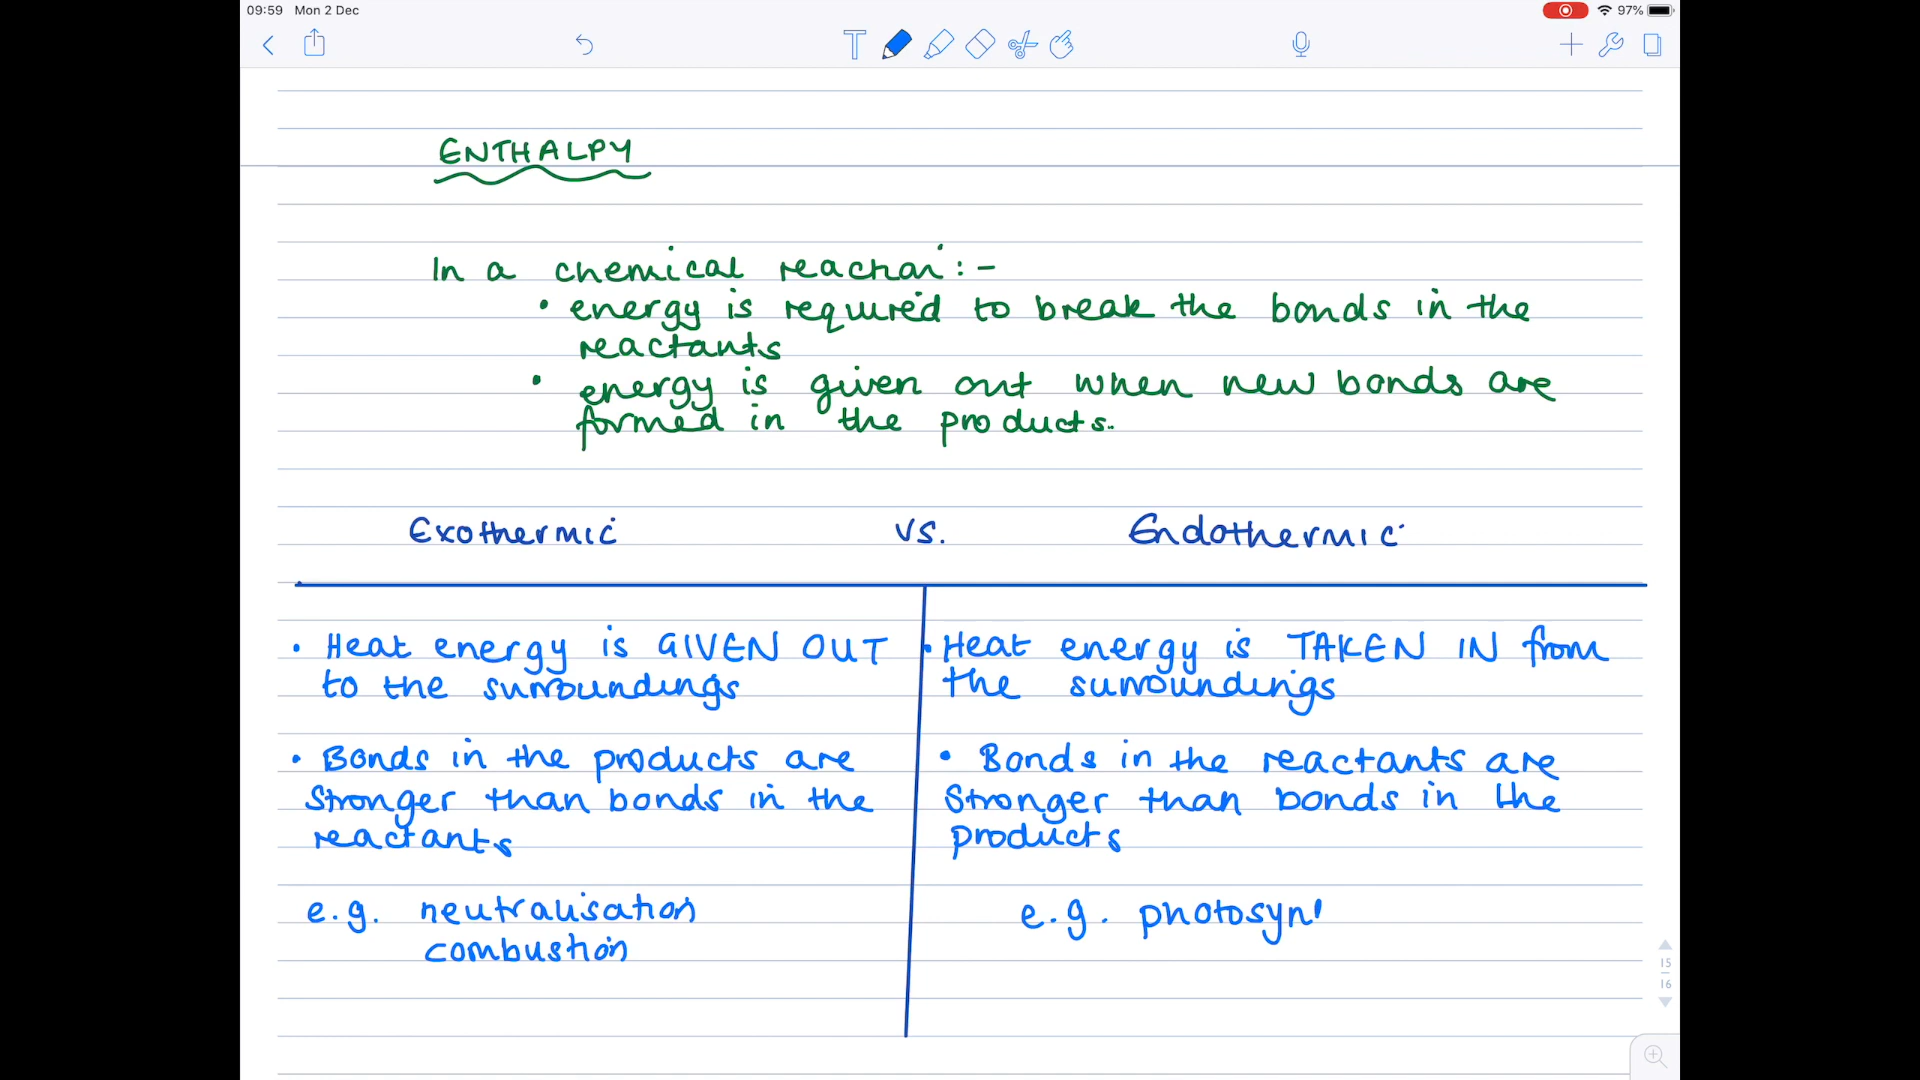 09:59 Mon 2 Dec
97%
T
ENTHALPY
In a chemical reaction :-
• energy is required to break the bonds in the
reactants
• energy is given out when new bonds are
formed in the products.
Exothermic vs. Endothermic
• Heat energy is GIVEN OUT
to the surroundings
• Bonds in the products are
stronger than bonds in the
reactants
e.g. neutralisation
combustion
• Heat energy is TAKEN IN from
the surroundings
• Bonds in the reactants are
stronger than bonds in the
products
e.g. photosyn
15
16